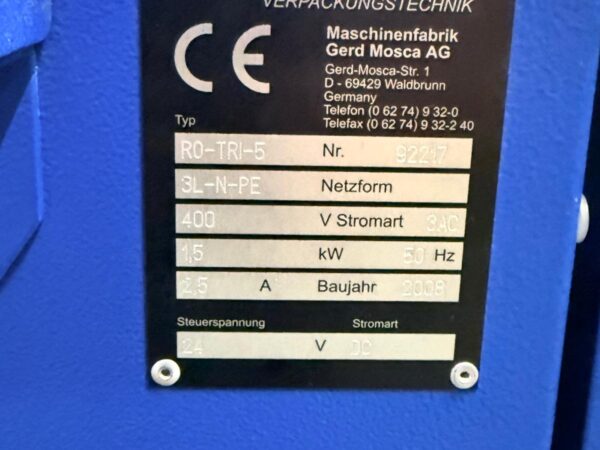 VERPACKUNGSTECHNIK
CE
Maschinenfabrik
Gerd Mosca AG
Gerd-Mosca-Str. 1
D - 69429 Waldbrunn
Germany
Telefon (0 62 74) 9 32-0
Telefax (0 62 74) 9 32-2 40
Typ
RO-TRI-5 Nr. 92217
3L-N-PE Netzform
400 V Stromart 3AC
1,5 kW 50 Hz
2,5 A Baujahr 2008
Steuerspannung Stromart
24 V DC